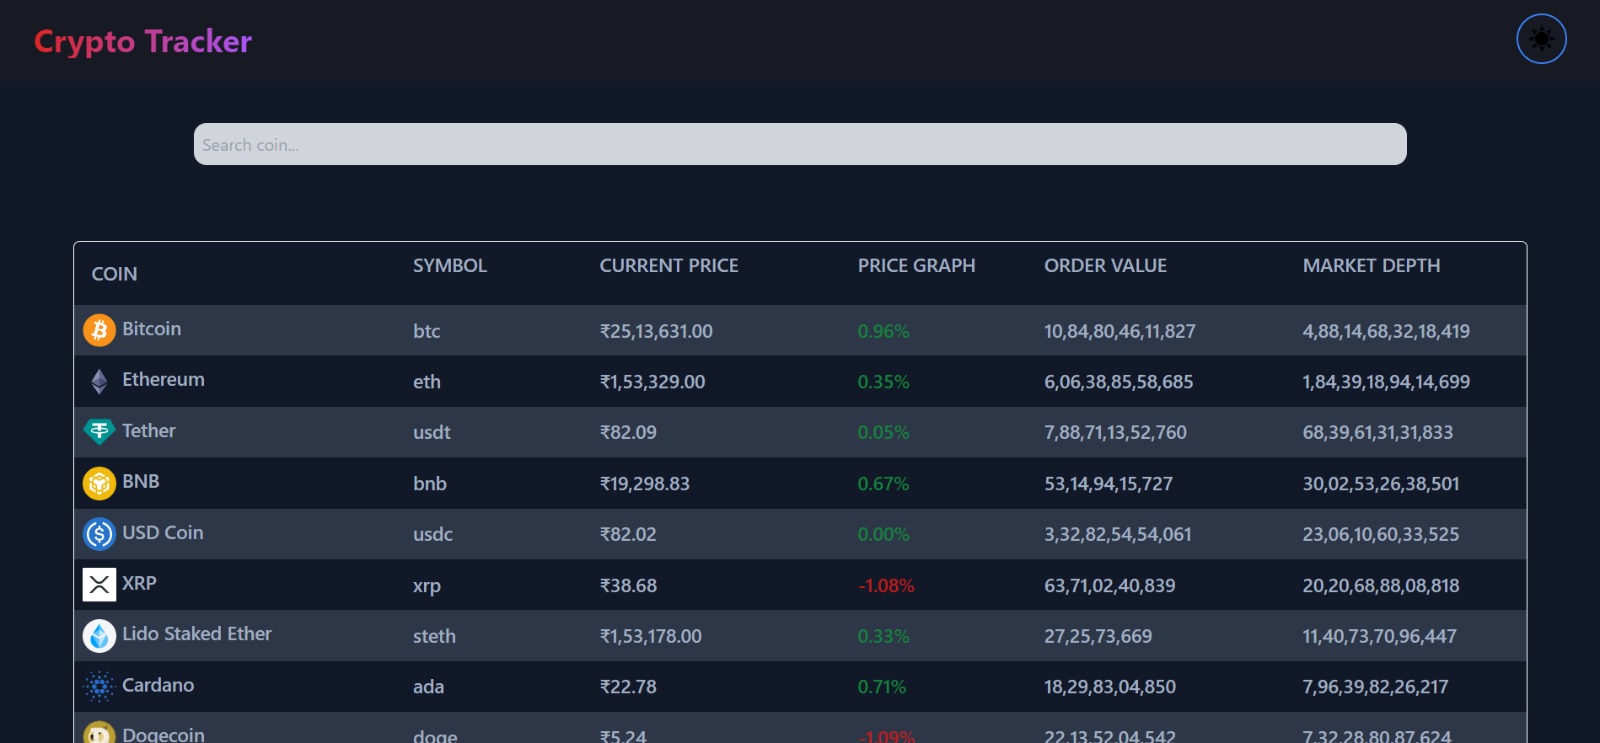 Crypto Tracker
Search coin...
COIN SYMBOL CURRENT PRICE PRICE GRAPH ORDER VALUE MARKET DEPTH
Bitcoin btc ₹25,13,631.00 0.96% 10,84,80,46,11,827 4,88,14,68,32,18,419
Ethereum eth ₹1,53,329.00 0.35% 6,06,38,85,58,685 1,84,39,18,94,14,699
Tether usdt ₹82.09 0.05% 7,88,71,13,52,760 68,39,61,31,31,833
BNB bnb ₹19,298.83 0.67% 53,14,94,15,727 30,02,53,26,38,501
USD Coin usdc ₹82.02 0.00% 3,32,82,54,54,061 23,06,10,60,33,525
XRP xrp ₹38.68 -1.08% 63,71,02,40,839 20,20,68,88,08,818
Lido Staked Ether steth ₹1,53,178.00 0.33% 27,25,73,669 11,40,73,70,96,447
Cardano ada ₹22.78 0.71% 18,29,83,04,850 7,96,39,82,26,217
Dogecoin doge ₹5.24 -1.09% 22,13,52,04,542 7,32,28,80,87,624